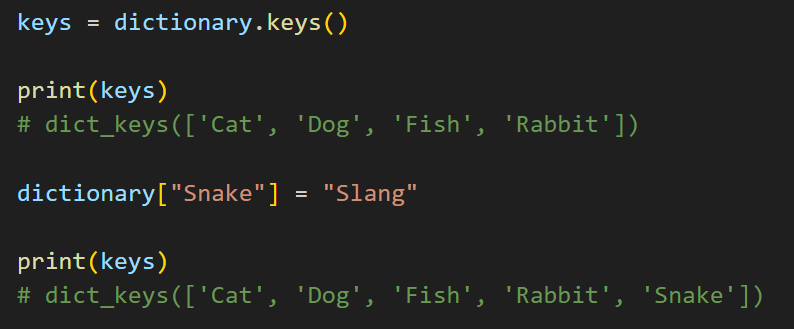 keys = dictionary.keys()
print(keys)
# dict_keys(['Cat', 'Dog', 'Fish', 'Rabbit'])
dictionary["Snake"] = "Slang"
print(keys)
# dict_keys(['Cat', 'Dog', 'Fish', 'Rabbit', 'Snake'])